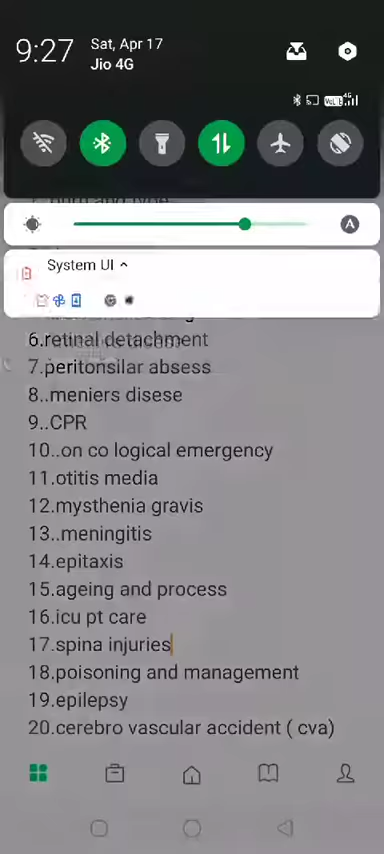 9:27
Sat, Apr 17
Jio 4G
4G
A
System UI
6.retinal detachment
7.peritonsilar absess
8..meniers disese
9..CPR
10..on co logical emergency
11.otitis media
12.mysthenia gravis
13..meningitis
14.epitaxis
15.ageing and process
16.icu pt care
17.spina injuries
18.poisoning and management
19.epilepsy
20.cerebro vascular accident ( cva)